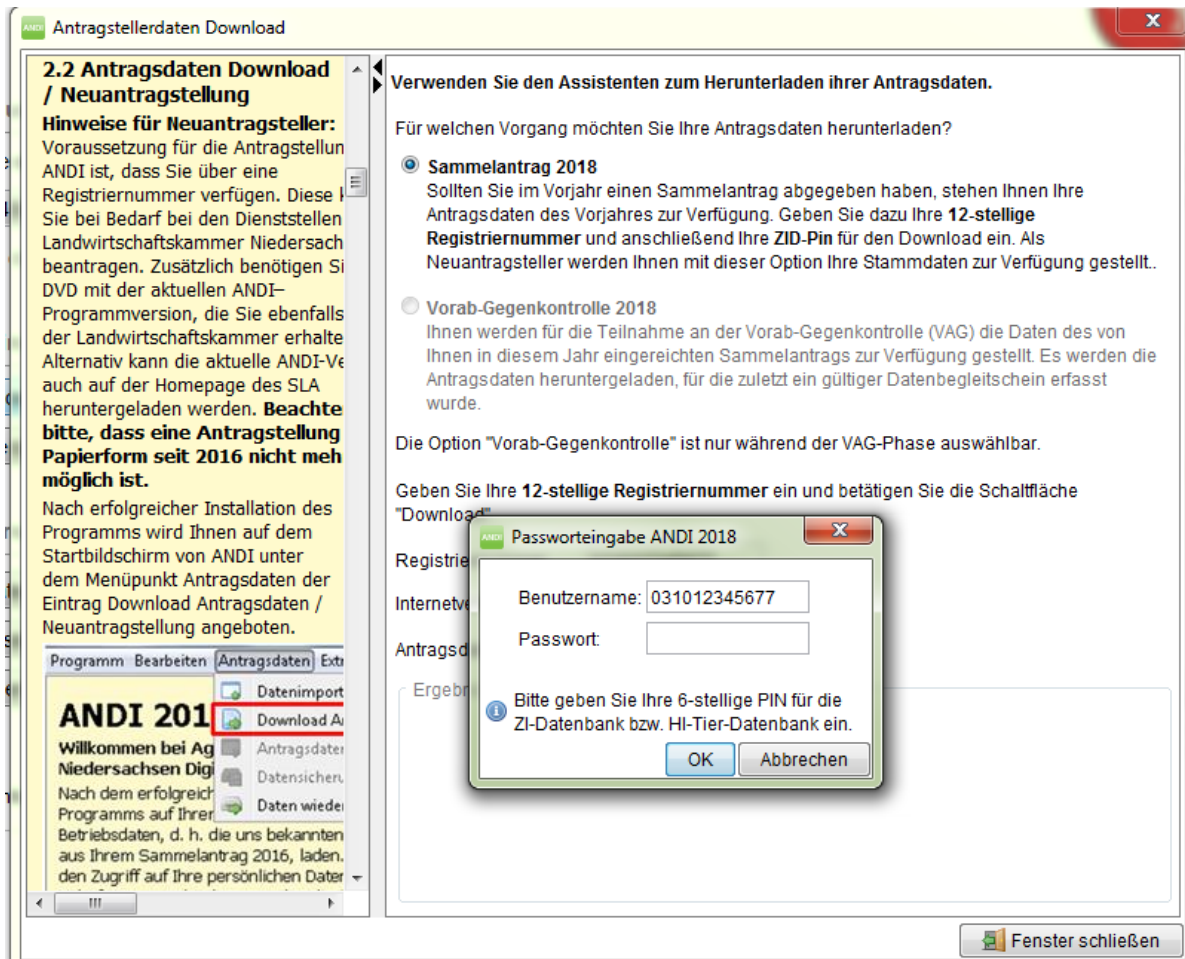 ANDI Antragstellerdaten Download
2.2 Antragsdaten Download
/ Neuantragstellung
Hinweise für Neuantragsteller:
Voraussetzung für die Antragstellun
ANDI ist, dass Sie über eine
Registriernummer verfügen. Diese k
Sie bei Bedarf bei den Dienststellen
Landwirtschaftskammer Niedersach
beantragen. Zusätzlich benötigen Si
DVD mit der aktuellen ANDI–
Programmversion, die Sie ebenfalls
der Landwirtschaftskammer erhalte
Alternativ kann die aktuelle ANDI-Ve
auch auf der Homepage des SLA
heruntergeladen werden. Beachte
bitte, dass eine Antragstellung
Papierform seit 2016 nicht meh
möglich ist.
Nach erfolgreicher Installation des
Programms wird Ihnen auf dem
Startbildschirm von ANDI unter
dem Menüpunkt Antragsdaten der
Eintrag Download Antragsdaten /
Neuantragstellung angeboten.
Programm Bearbeiten Antragsdaten Extr
Datenimport
ANDI 201 Download A
Willkommen bei Ag Antragsdaten
Niedersachsen Digi Datensicheru
Nach dem erfolgreich
Programms auf Ihrer Daten wieder
Betriebsdaten, d. h. die uns bekannten
aus Ihrem Sammelantrag 2016, laden.
den Zugriff auf Ihre persönlichen Daten
Verwenden Sie den Assistenten zum Herunterladen ihrer Antragsdaten.
Für welchen Vorgang möchten Sie Ihre Antragsdaten herunterladen?
Sammelantrag 2018
Sollten Sie im Vorjahr einen Sammelantrag abgegeben haben, stehen Ihnen Ihre
Antragsdaten des Vorjahres zur Verfügung. Geben Sie dazu Ihre 12-stellige
Registriernummer und anschließend Ihre ZID-Pin für den Download ein. Als
Neuantragsteller werden Ihnen mit dieser Option Ihre Stammdaten zur Verfügung gestellt..
Vorab-Gegenkontrolle 2018
Ihnen werden für die Teilnahme an der Vorab-Gegenkontrolle (VAG) die Daten des von
Ihnen in diesem Jahr eingereichten Sammelantrags zur Verfügung gestellt. Es werden die
Antragsdaten heruntergeladen, für die zuletzt ein gültiger Datenbegleitschein erfasst
wurde.
Die Option "Vorab-Gegenkontrolle" ist nur während der VAG-Phase auswählbar.
Geben Sie Ihre 12-stellige Registriernummer ein und betätigen Sie die Schaltfläche
"Download"
Registrie
Internetve
Antragsd
Ergebn
ANDI Passworteingabe ANDI 2018
Benutzername: 031012345677
Passwort:
Bitte geben Sie Ihre 6-stellige PIN für die
ZI-Datenbank bzw. HI-Tier-Datenbank ein.
OK Abbrechen
Fenster schließen